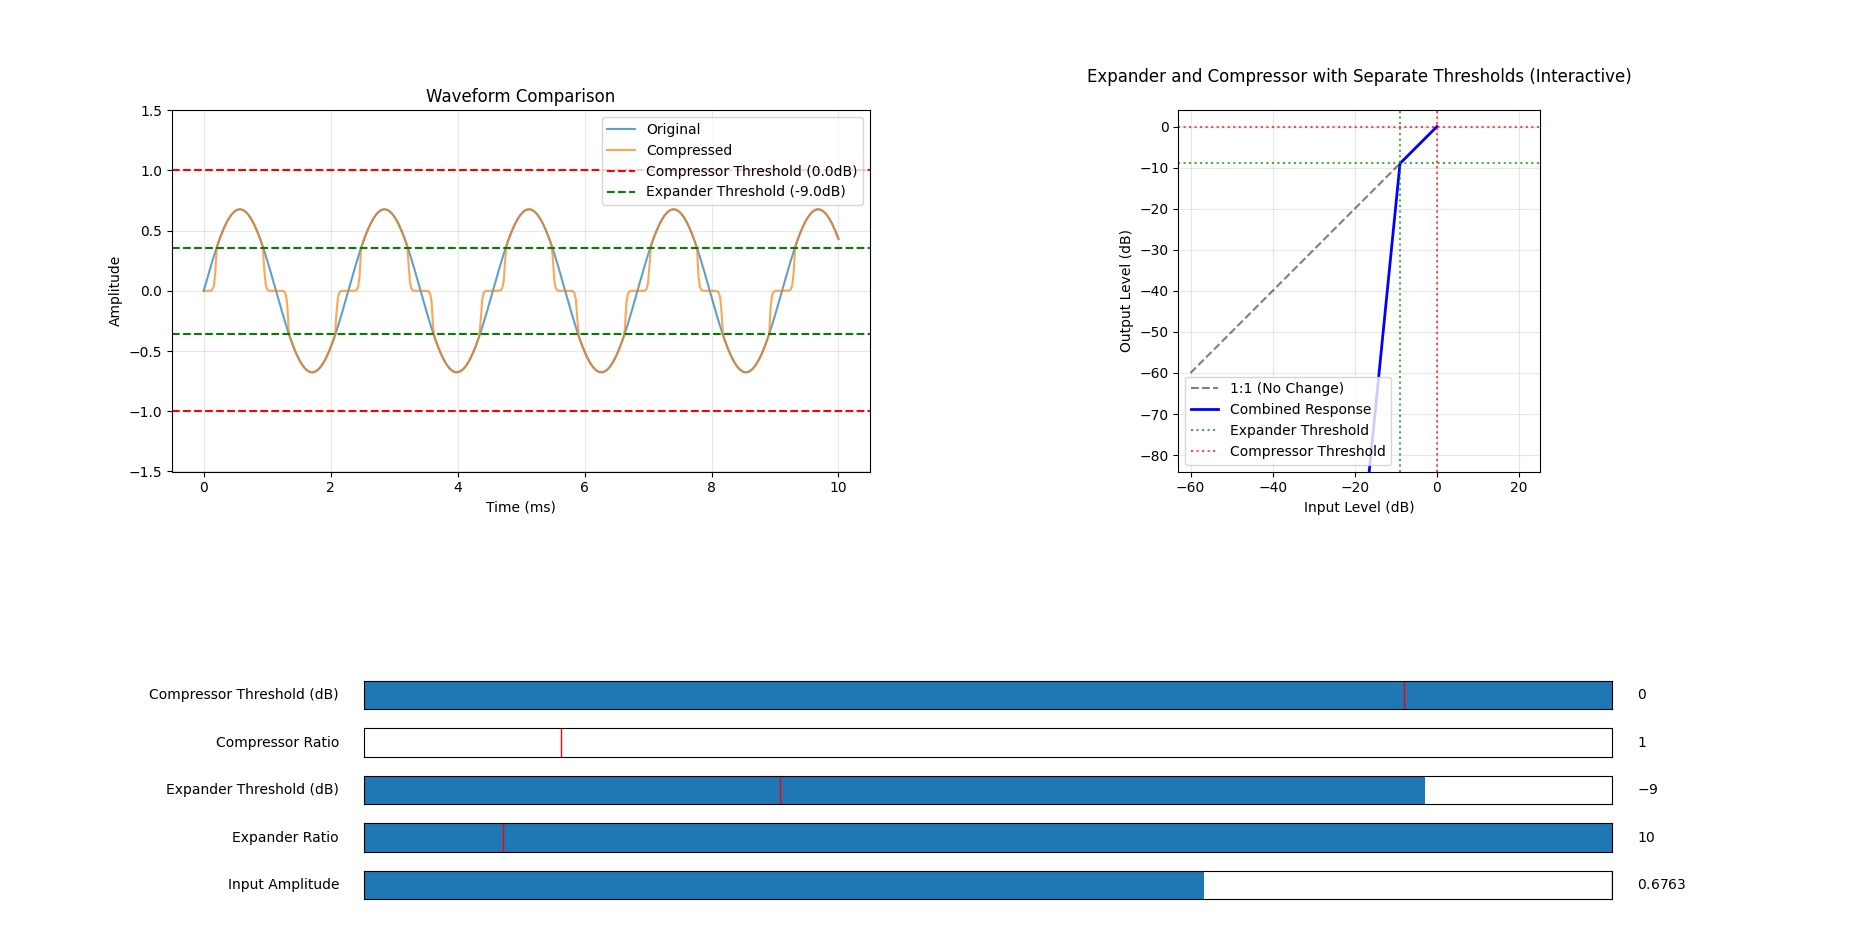 Waveform Comparison
1.5
1.0
0.5
0.0
−0.5
−1.0
−1.5
Amplitude
0
2
4
6
8
10
Time (ms)
Original
Compressed
Compressor Threshold (0.0dB)
Expander Threshold (-9.0dB)
Expander and Compressor with Separate Thresholds (Interactive)
0
−10
−20
−30
−40
−50
−60
−70
−80
Output Level (dB)
1:1 (No Change)
Combined Response
Expander Threshold
Compressor Threshold
−60
−40
−20
0
20
Input Level (dB)
Compressor Threshold (dB) 0
Compressor Ratio 1
Expander Threshold (dB) −9
Expander Ratio 10
Input Amplitude 0.6763